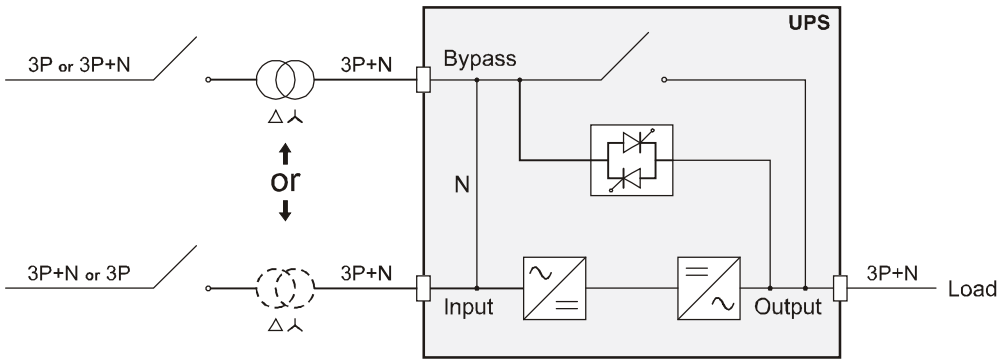 UPS
3P or 3P+N
3P+N
Bypass
or
N
3P+N or 3P
3P+N
Input
Output
3P+N
Load